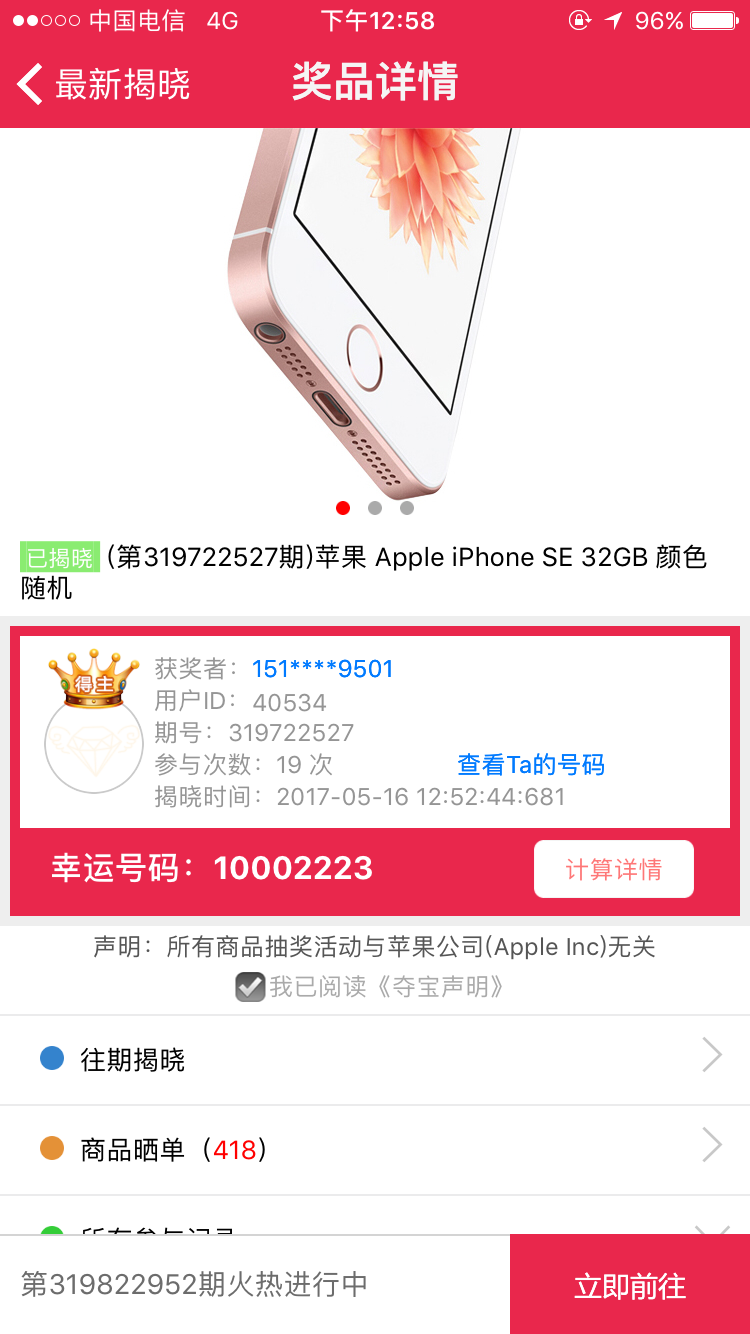 中国电信 4G 下午12:58 96%
最新揭晓 奖品详情
已揭晓 (第319722527期)苹果 Apple iPhone SE 32GB 颜色
随机
得主
获奖者：151****9501
用户ID：40534
期号：319722527
参与次数：19 次 查看Ta的号码
揭晓时间：2017-05-16 12:52:44:681
幸运号码：10002223 计算详情
声明：所有商品抽奖活动与苹果公司(Apple Inc)无关
我已阅读《夺宝声明》
往期揭晓
商品晒单（418）
所有参与记录
第319822952期火热进行中 立即前往